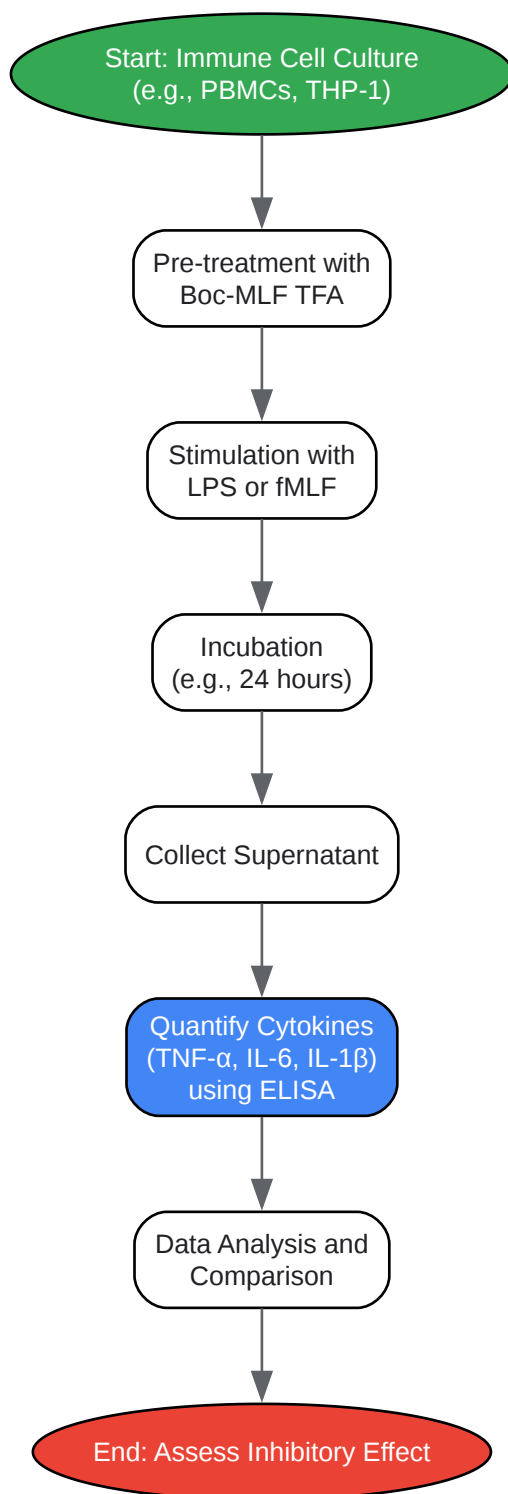 Start: Immune Cell Culture
(e.g., PBMCs, THP-1)
Pre-treatment with
Boc-MLF TFA
Stimulation with
LPS or fMLF
Incubation
(e.g., 24 hours)
Collect Supernatant
Quantify Cytokines
(TNF-α, IL-6, IL-1β)
using ELISA
Data Analysis and
Comparison
End: Assess Inhibitory Effect